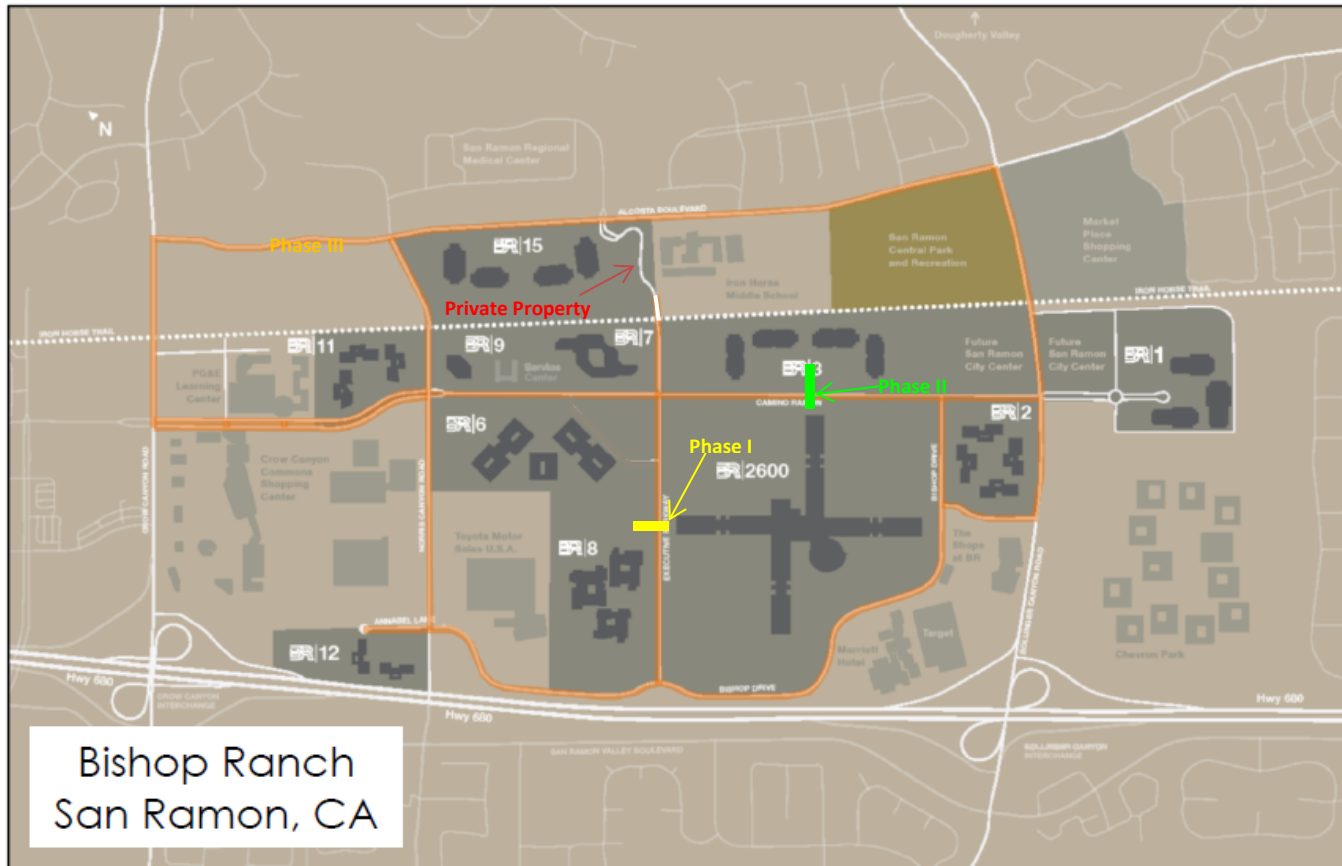 Dougherty Valley
N
San Ramon Regional
Medical Center
ALCOSTA BOULEVARD
Phase III
BR|15
San Ramon
Central Park
and Recreation
Market
Place
Shopping
Center
Private Property
Iron Horse
Middle School
IRON HORSE TRAIL
IRON HORSE TRAIL
BR|11
BR|9
BR|7
Service
Center
BR|3
Future
San Ramon
City Center
Future
San Ramon
City Center
BR|1
PG&E
Learning
Center
Phase II
CAMINO RAMON
BR|6
BR|2
Phase I
BR|2600
Crow Canyon
Commons
Shopping
Center
CROW CANYON ROAD
NORRIS CANYON ROAD
EXECUTIVE
BISHOP DRIVE
Toyota Motor
Sales U.S.A.
BR|8
The
Shops
at BR
BOLLINGER CANYON ROAD
ANNABEL LANE
BR|12
Marriott
Hotel
Target
Chevron Park
Hwy 680
CROW CANYON
INTERCHANGE
BISHOP DRIVE
Hwy 680
Hwy 680
SAN RAMON VALLEY BOULEVARD
BOLLINGER CANYON
INTERCHANGE
Bishop Ranch
San Ramon, CA